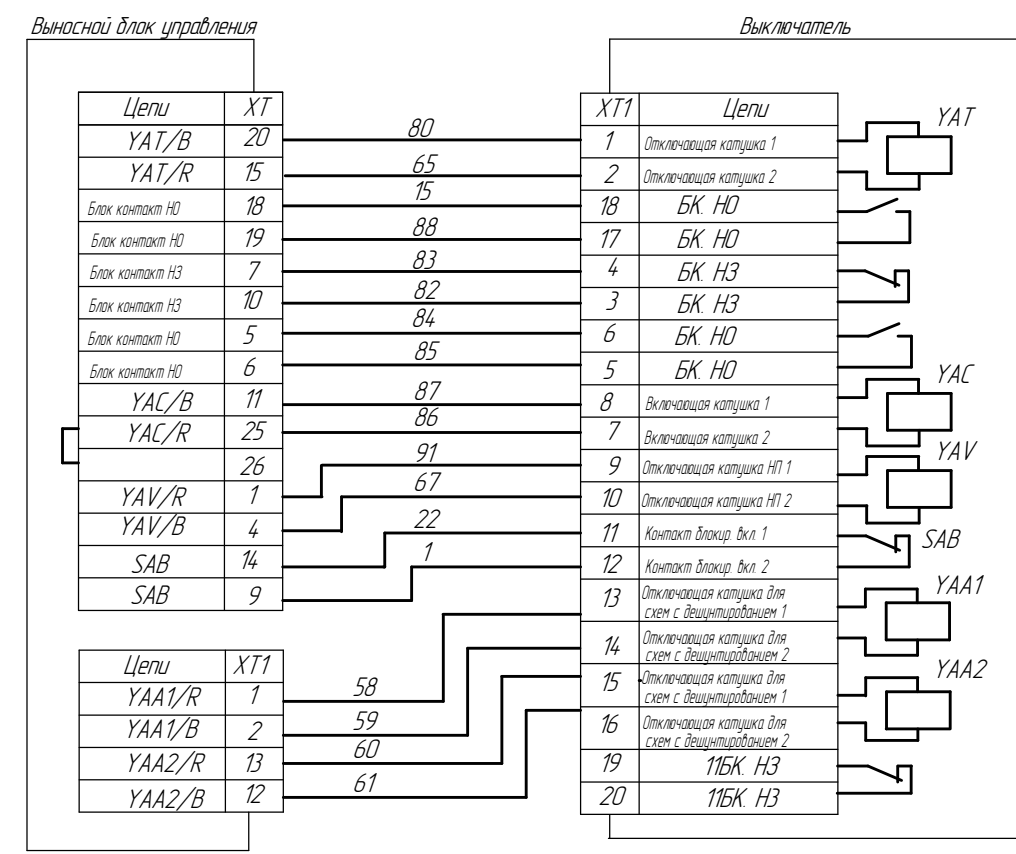 Выносной блок управления
Выключатель
Цепи XT
YAT/B 20
YAT/R 15
Блок контакт НО 18
Блок контакт НО 19
Блок контакт НЗ 7
Блок контакт НЗ 10
Блок контакт НО 5
Блок контакт НО 6
YAC/B 11
YAC/R 25
26
YAV/R 1
YAV/B 4
SAB 14
SAB 9
Цепи XT1
YAA1/R 1
YAA1/B 2
YAA2/R 13
YAA2/B 12
80
65
15
88
83
82
84
85
87
86
91
67
22
1
58
59
60
61
XT1 Цепи
1 Отключающая катушка 1
2 Отключающая катушка 2
18 БК. НО
17 БК. НО
4 БК. НЗ
3 БК. НЗ
6 БК. НО
5 БК. НО
8 Включающая катушка 1
7 Включающая катушка 2
9 Отключающая катушка НП 1
10 Отключающая катушка НП 2
11 Контакт блокир. вкл. 1
12 Контакт блокир. вкл. 2
13 Отключающая катушка для
схем с дешунтированием 1
14 Отключающая катушка для
схем с дешунтированием 2
15 Отключающая катушка для
схем с дешунтированием 1
16 Отключающая катушка для
схем с дешунтированием 2
19 11БК. НЗ
20 11БК. НЗ
YAT
YAC
YAV
SAB
YAA1
YAA2